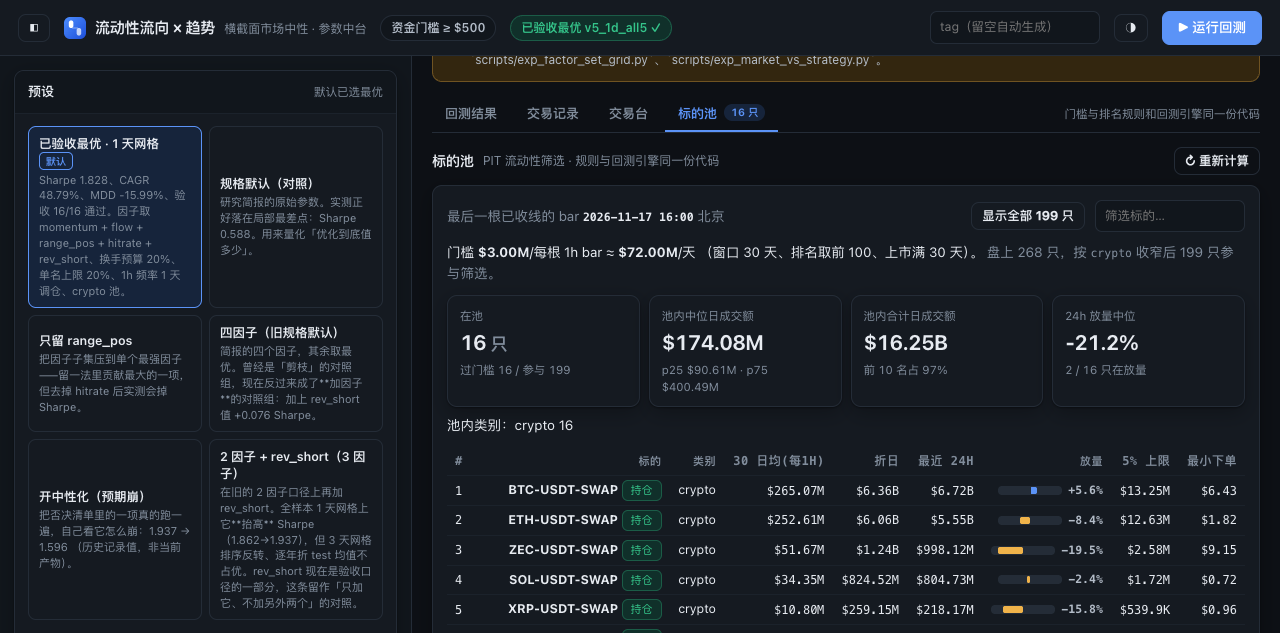 流动性流向 × 趋势 横截面市场中性 · 参数中台 资金门槛 ≥ $500 已验收最优 v5_1d_all5 ✓ tag（留空自动生成） ▶ 运行回测
预设 默认已选最优
已验收最优 · 1 天网格
默认
Sharpe 1.828、CAGR
48.79%、MDD -15.99%、验
收 16/16 通过。因子取
momentum + flow +
range_pos + hitrate +
rev_short、换手预算 20%、
单名上限 20%、1h 频率 1 天
调仓、crypto 池。
规格默认（对照）
研究简报的原始参数。实测正
好落在局部最差点：Sharpe
0.588。用来量化「优化到底值
多少」。
只留 range_pos
把因子子集压到单个最强因子
——留一法里贡献最大的一项,
但去掉 hitrate 后实测会掉
Sharpe。
四因子（旧规格默认）
简报的四个因子，其余取最
优。曾经是「剪枝」的对照
组，现在反过来成了**加因子
**的对照组：加上 rev_short
值 +0.076 Sharpe。
开中性化（预期崩）
把否决清单里的一项真的跑一
遍，自己看它怎么崩：1.937 →
1.596 （历史记录值，非当前
产物）。
2 因子 + rev_short（3 因
子）
在旧的 2 因子口径上再加
rev_short。全样本 1 天网格上
它**抬高** Sharpe
（1.862→1.937），但 3 天网格
排序反转、逐年折 test 均值不
占优。rev_short 现在是验收口
径的一部分，这条留作「只加
它、不加另外两个」的对照。
scripts/exp_factor_set_grid.py 、 scripts/exp_market_vs_strategy.py 。
回测结果 交易记录 交易台 标的池 16 只 门槛与排名规则和回测引擎同一份代码
标的池 PIT 流动性筛选 · 规则与回测引擎同一份代码 ↻ 重新计算
最后一根已收线的 bar 2026-11-17 16:00 北京 显示全部 199 只 筛选标的…
门槛 $3.00M/每根 1h bar ≈ $72.00M/天 （窗口 30 天、排名取前 100、上市满 30 天）。 盘上 268 只，按 crypto 收窄后 199 只参
与筛选。
在池
16 只
过门槛 16 / 参与 199
池内中位日成交额
$174.08M
p25 $90.61M · p75
$400.49M
池内合计日成交额
$16.25B
前 10 名占 97%
24h 放量中位
-21.2%
2 / 16 只在放量
池内类别：crypto 16
# 标的 类别 30 日均(每1H) 折日 最近 24H 放量 5% 上限 最小下单
1 BTC-USDT-SWAP 持仓 crypto $265.07M $6.36B $6.72B +5.6% $13.25M $6.43
2 ETH-USDT-SWAP 持仓 crypto $252.61M $6.06B $5.55B −8.4% $12.63M $1.82
3 ZEC-USDT-SWAP 持仓 crypto $51.67M $1.24B $998.12M −19.5% $2.58M $9.15
4 SOL-USDT-SWAP 持仓 crypto $34.35M $824.52M $804.73M −2.4% $1.72M $0.72
5 XRP-USDT-SWAP 持仓 crypto $10.80M $259.15M $218.17M −15.8% $539.9K $0.96